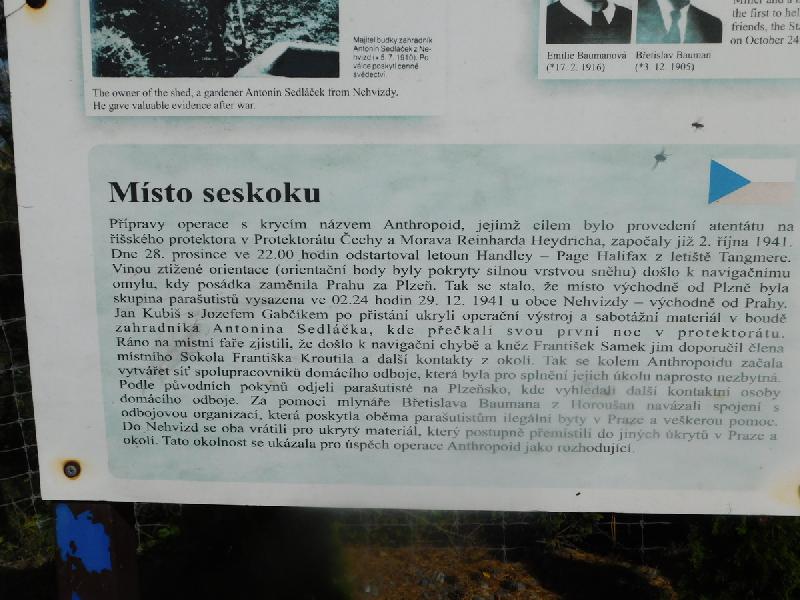 Majitel budky zahradník
Antonín Sedláček z Ne-
hvizd (* 5. 7. 1910). Po
válce poskytl cenné
svědectví.
The owner of the shed, a gardener Antonín Sedláček from Nehvizdy.
He gave valuable evidence after war.
Emilie Baumanová
(*17. 2. 1916)
Břetislav Bauman
(*3. 12. 1905)
the first to hel
friends, the St
on October 24
Místo seskoku
Přípravy operace s krycím názvem Anthropoid, jejímž cílem bylo provedení atentátu na
říšského protektora v Protektorátu Čechy a Morava Reinharda Heydricha, započaly již 2. října 1941.
Dne 28. prosince ve 22.00 hodin odstartoval letoun Handley – Page Halifax z letiště Tangmere.
Vinou ztížené orientace (orientační body byly pokryty silnou vrstvou sněhu) došlo k navigačnímu
omylu, kdy posádka zaměnila Prahu za Plzeň. Tak se stalo, že místo východně od Plzně byla
skupina parašutistů vysazena ve 02.24 hodin 29. 12. 1941 u obce Nehvizdy – východně od Prahy.
Jan Kubiš s Jozefem Gabčíkem po přistání ukryli operační výstroj a sabotážní materiál v boudě
zahradníka Antonína Sedláčka, kde přečkali svou první noc v protektorátu.
Ráno na místní faře zjistili, že došlo k navigační chybě a kněz František Samek jim doporučil člena
místního Sokola Františka Kroutila a další kontakty z okolí. Tak se kolem Anthropoidu začala
vytvářet síť spolupracovníků domácího odboje, která byla pro splnění jejich úkolu naprosto nezbytná.
Podle původních pokynů odjeli parašutisté na Plzeňsko, kde vyhledali další kontaktní osoby
domácího odboje. Za pomoci mlynáře Břetislava Baumana z Horoušan navázali spojení s
odbojovou organizací, která poskytla oběma parašutistům ilegální byty v Praze a veškerou pomoc.
Do Nehvizd se oba vrátili pro ukrytý materiál, který postupně přemístili do jiných úkrytů v Praze a
okolí. Tato okolnost se ukázala pro úspěch operace Anthropoid jako rozhodující.